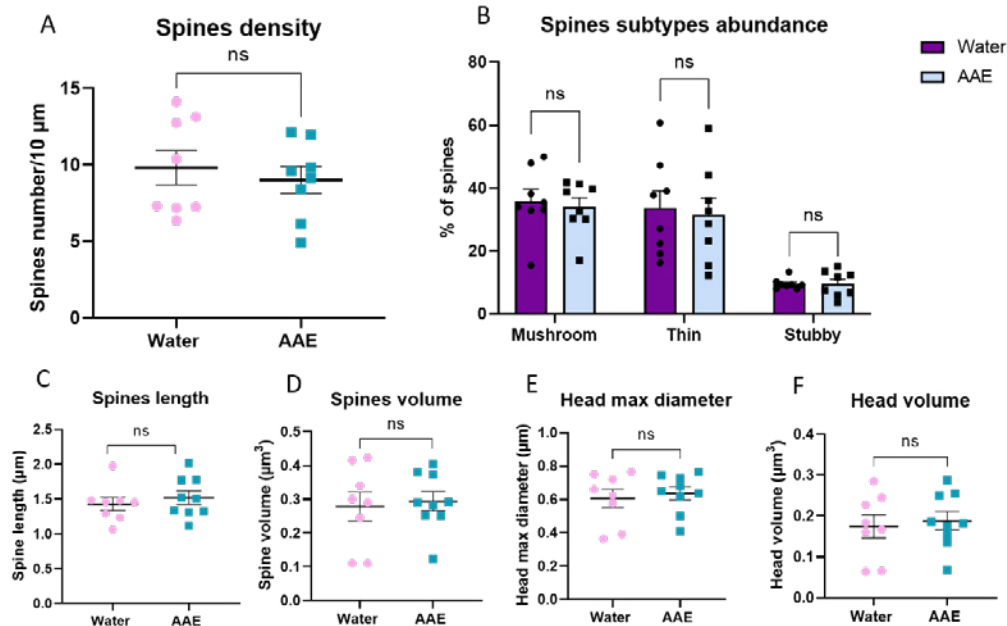 A
Spines density
ns
Spines number/10 µm
15
10
5
0
Water
AAE
B
Spines subtypes abundance
Water
AAE
ns
ns
ns
% of spines
80
60
40
20
0
Mushroom
Thin
Stubby
C
Spines length
ns
Spine length (µm)
2.5
2.0
1.5
1.0
0.5
0.0
Water
AAE
D
Spines volume
ns
Spine volume (µm³)
0.5
0.4
0.3
0.2
0.1
0.0
Water
AAE
E
Head max diameter
ns
Head max diameter (µm)
1.0
0.8
0.6
0.4
0.2
0.0
Water
AAE
F
Head volume
ns
Head volume (µm³)
0.4
0.3
0.2
0.1
0.0
Water
AAE